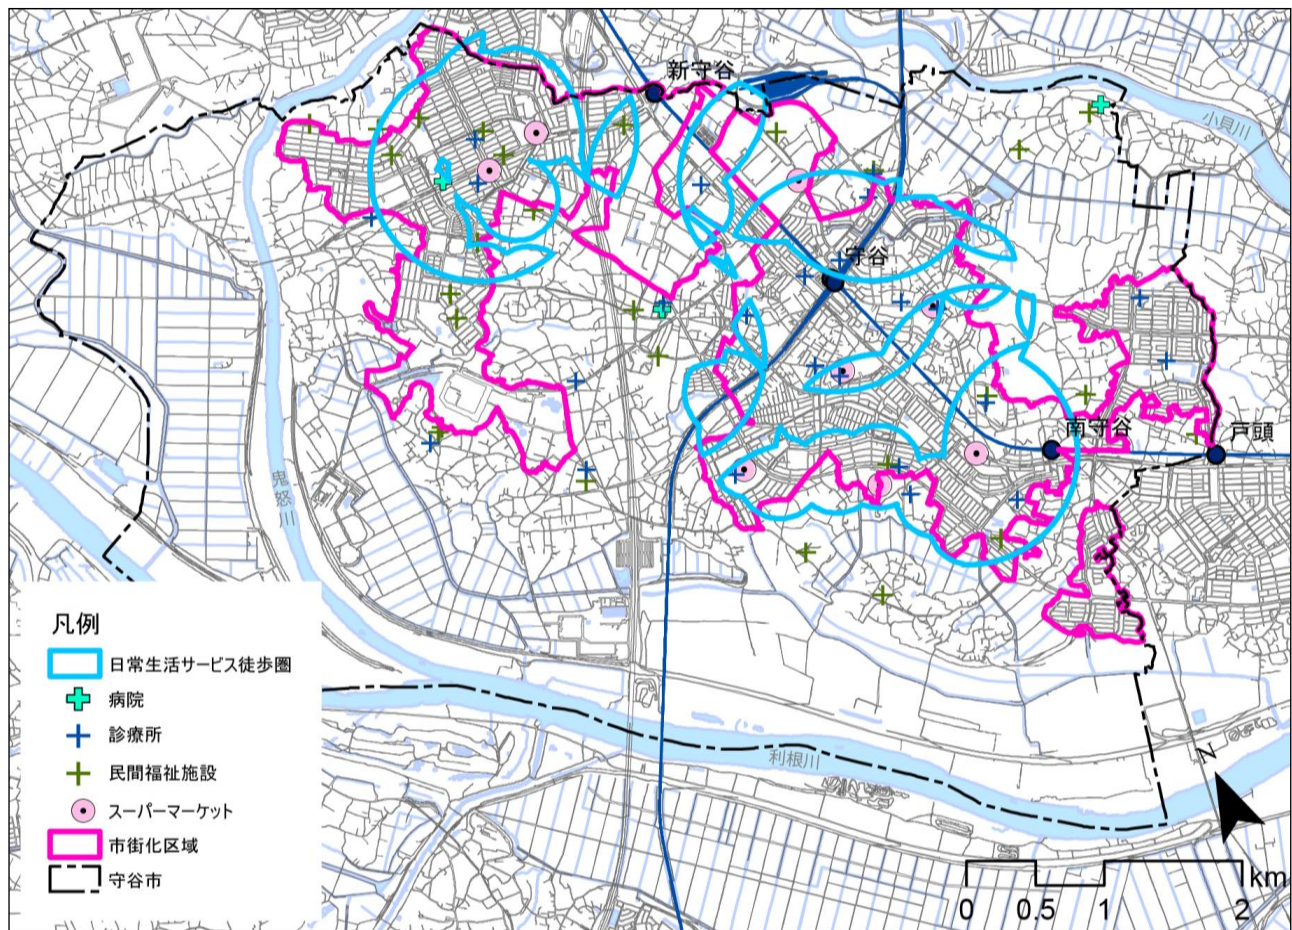 新守谷
小貝川
守谷
南守谷
戸頭
鬼怒川
利根川
凡例
日常生活サービス徒歩圏
病院
診療所
民間福祉施設
スーパーマーケット
市街化区域
守谷市
N
km
0 0.5 1 2